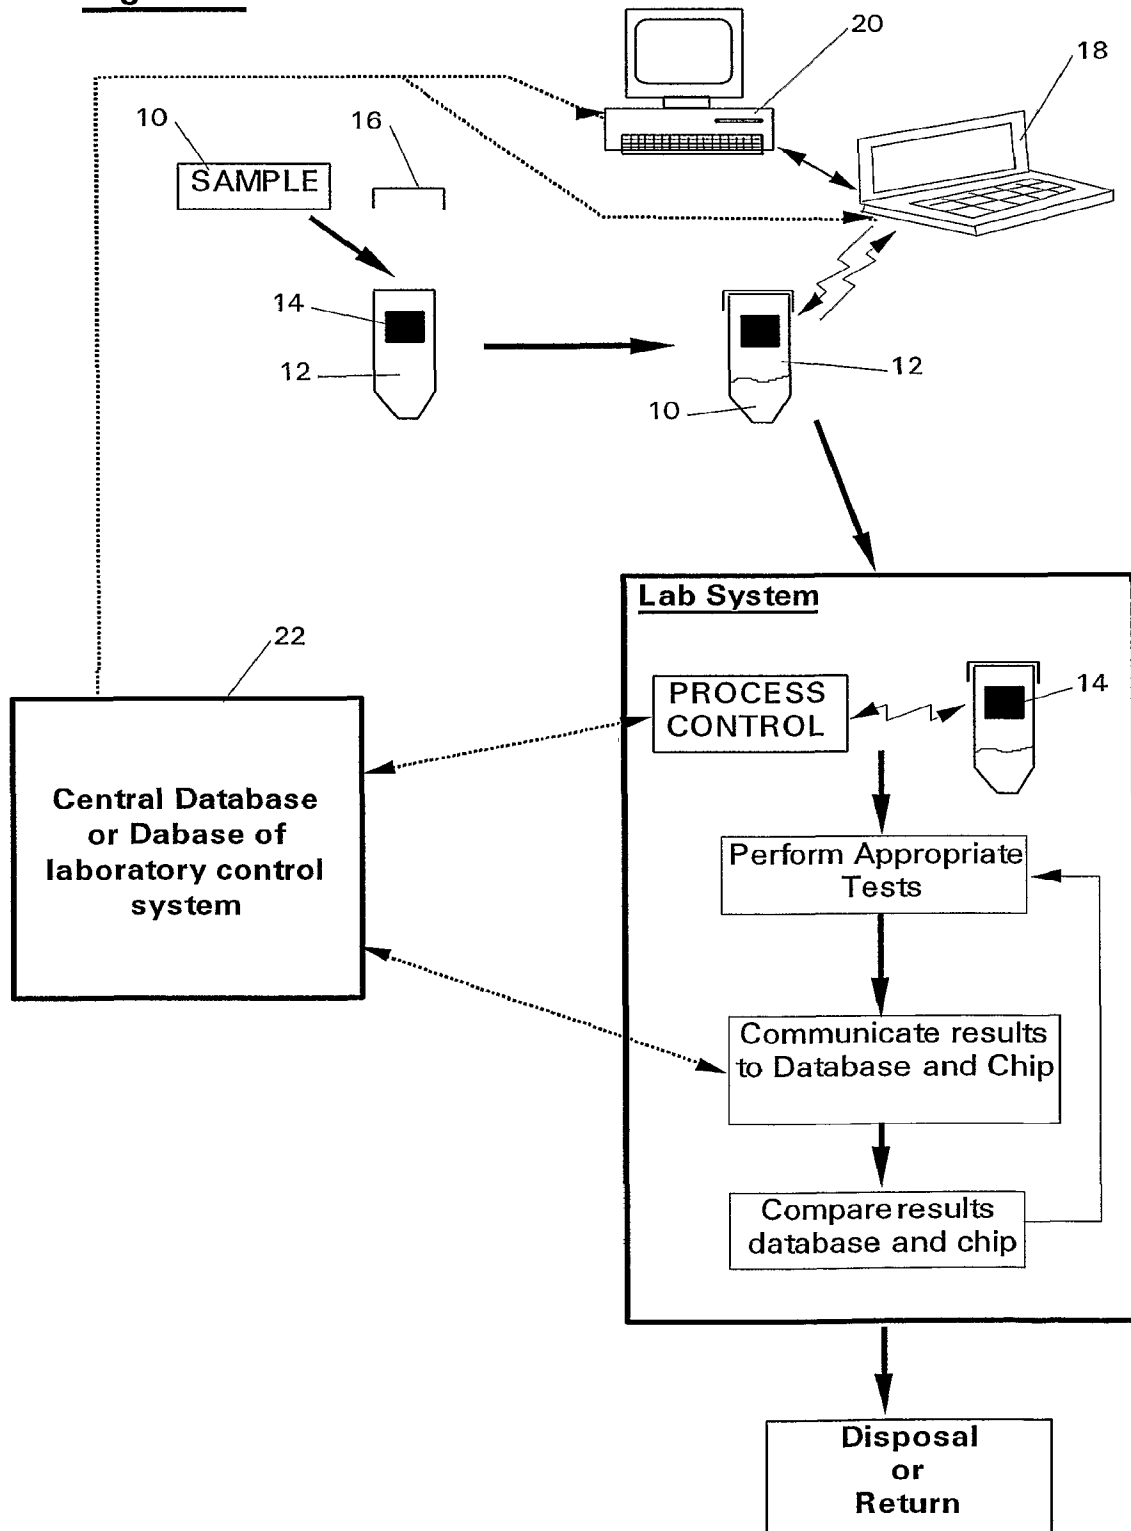 20
18
10
16
SAMPLE
14
12
12
10
Lab System
22
PROCESS
CONTROL
14
Central Database
or Dabase of
laboratory control
system
Perform Appropriate
Tests
Communicate results
to Database and Chip
Compare results
database and chip
Disposal
or
Return